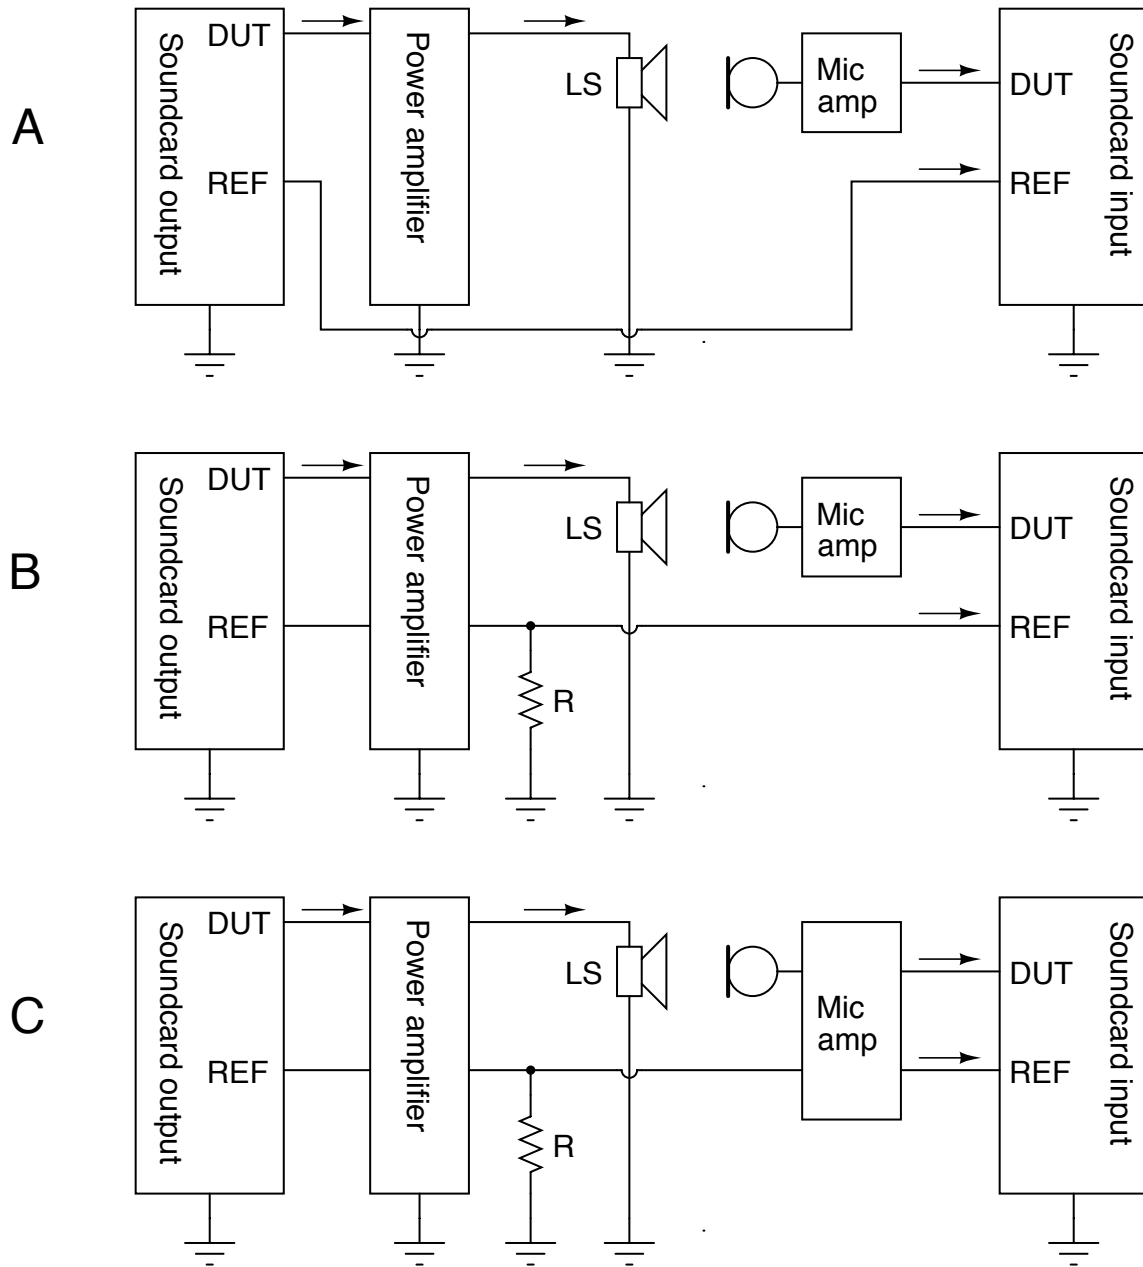 A
Soundcard output
DUT
REF
Power amplifier
LS
Mic
amp
DUT
REF
Soundcard input
B
Soundcard output
DUT
REF
Power amplifier
LS
R
Mic
amp
DUT
REF
Soundcard input
C
Soundcard output
DUT
REF
Power amplifier
LS
R
Mic
amp
DUT
REF
Soundcard input